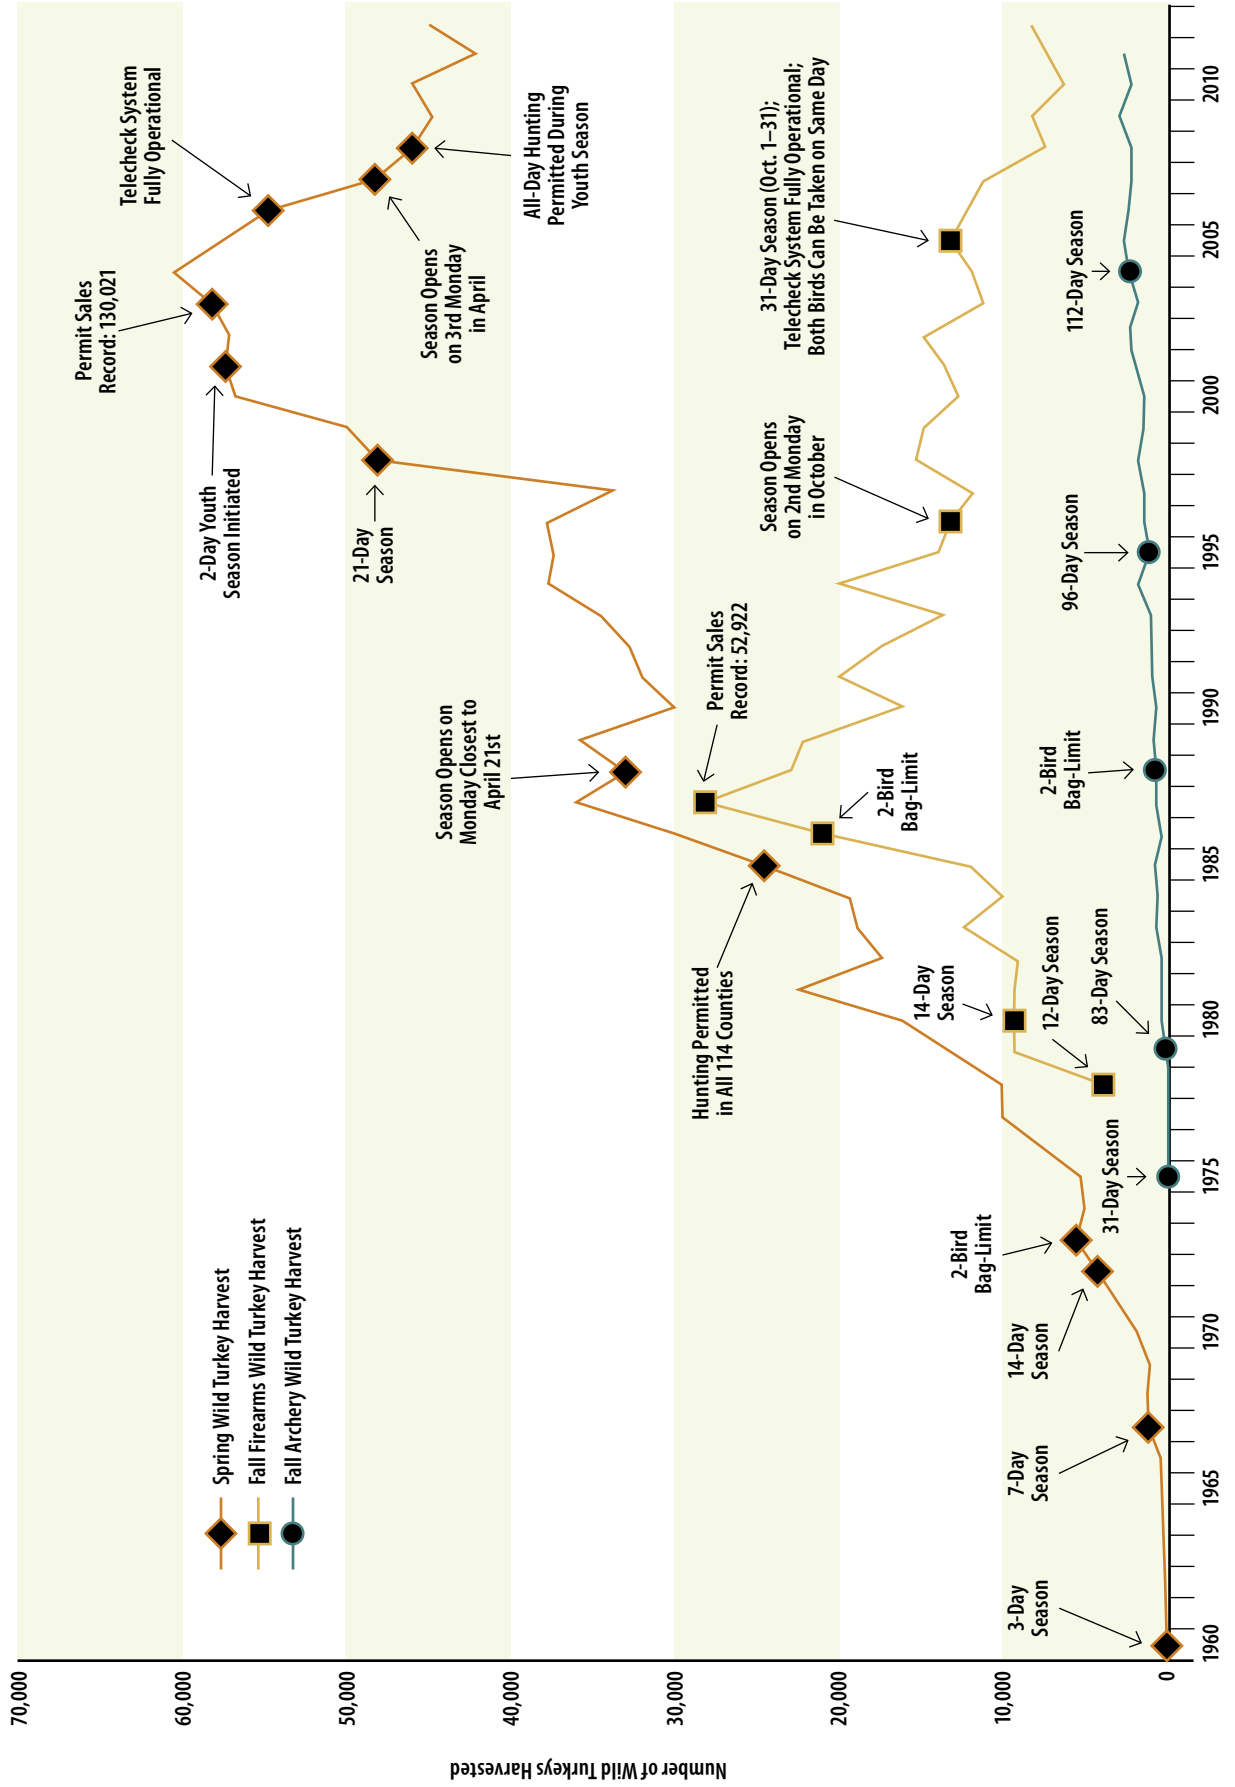 Number of Wild Turkeys Harvested
70,000
60,000
50,000
40,000
30,000
20,000
10,000
0
Spring Wild Turkey Harvest
Fall Firearms Wild Turkey Harvest
Fall Archery Wild Turkey Harvest
3-Day
Season
7-Day
Season
14-Day
Season
2-Bird
Bag-Limit
Hunting Permitted
in All 114 Counties
Season Opens on
Monday Closest to
April 21st
21-Day
Season
2-Day Youth
Season Initiated
Permit Sales
Record: 130,021
Telecheck System
Fully Operational
Season Opens
on 3rd Monday
in April
All-Day Hunting
Permitted During
Youth Season
12-Day Season
14-Day
Season
2-Bird
Bag-Limit
Permit Sales
Record: 52,922
Season Opens
on 2nd Monday
in October
31-Day Season (Oct. 1–31);
Telecheck System Fully Operational;
Both Birds Can Be Taken on Same Day
31-Day Season
83-Day Season
2-Bird
Bag-Limit
96-Day Season
112-Day Season
1960
1965
1970
1975
1980
1985
1990
1995
2000
2005
2010